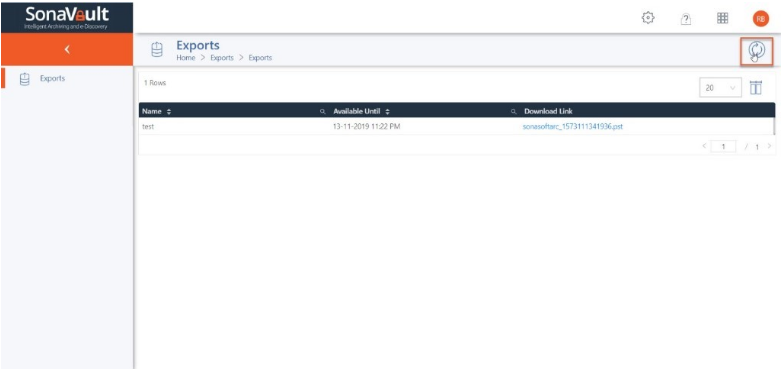 SonaVault
Intelligent Archiving and e-Discovery
RE
Exports
Home > Exports > Exports
Exports
1 Rows
20
Name
Available Until
Download Link
test
13-11-2019 11:22 PM
sonasoftarc_1573111341936.pst
< 1 / 1 >